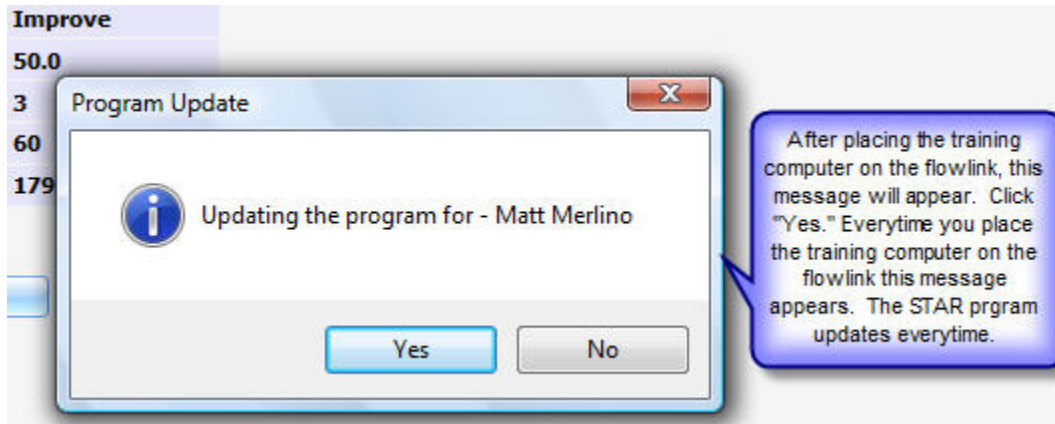 Improve
50.0
3
60
179
Program Update
Updating the program for - Matt Merlino
Yes
No
After placing the training
computer on the flowlink, this
message will appear.  Click
"Yes." Everytime you place
the training computer on the
flowlink this message
appears.  The STAR prgram
updates everytime.